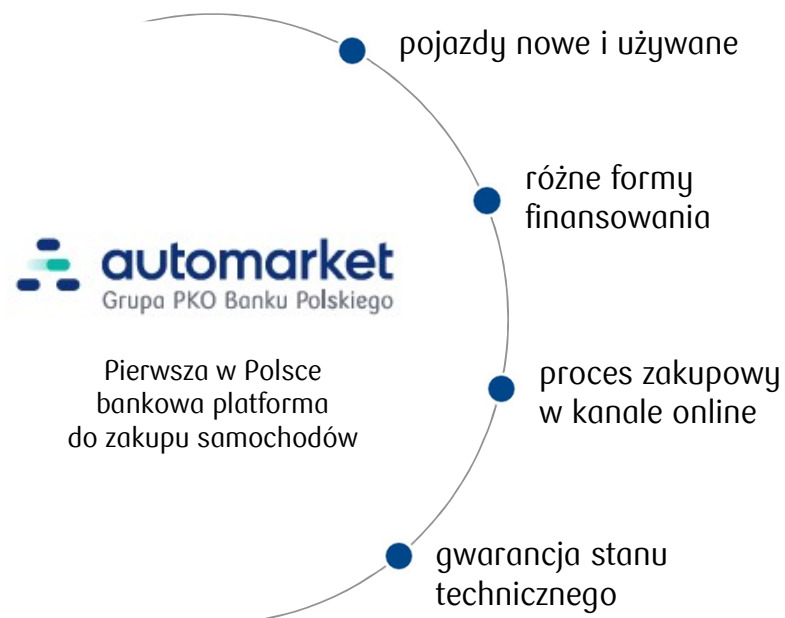 pojazdy nowe i używane
różne formy
finansowania
automarket
Grupa PKO Banku Polskiego
Pierwsza w Polsce
bankowa platforma
do zakupu samochodów
proces zakupowy
w kanale online
gwarancja stanu
technicznego